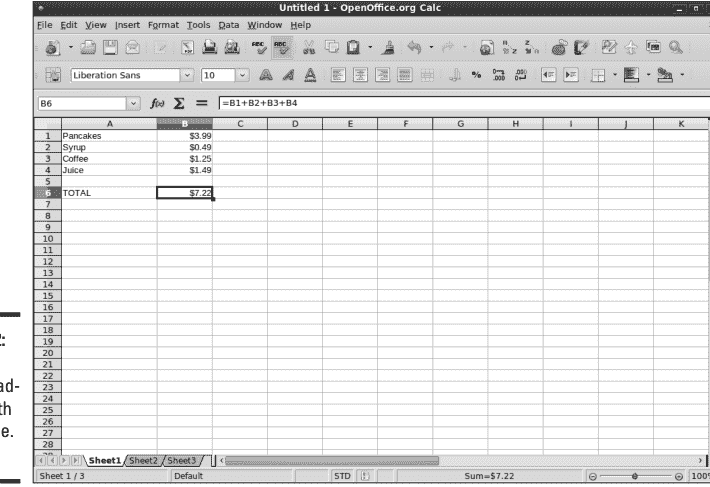 Untitled 1 - OpenOffice.org Calc
File Edit View Insert Format Tools Data Window Help
Liberation Sans 10
B6 f(x) Σ = =B1+B2+B3+B4
A B C D E F G H I J K
1 Pancakes $3.99
2 Syrup $0.49
3 Coffee $1.25
4 Juice $1.49
5
6 TOTAL $7.22
7
8
9
10
11
12
13
14
15
16
17
18
19
20
21
22
23
24
25
26
27
28
Sheet1 Sheet2 Sheet3
Sheet 1 / 3 Default STD Sum=$7.22 100%
:
ad-
th
e.